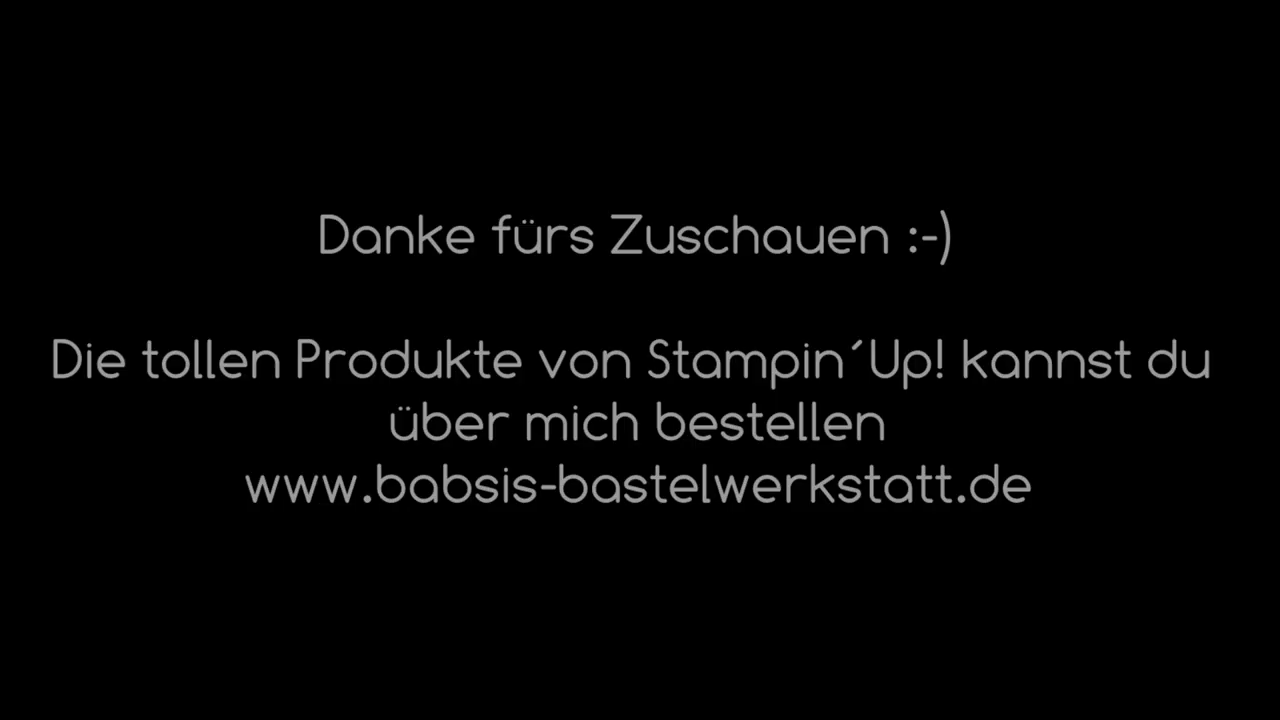 Danke fürs Zuschauen :-)
Die tollen Produkte von Stampin´Up! kannst du
über mich bestellen
www.babsis-bastelwerkstatt.de